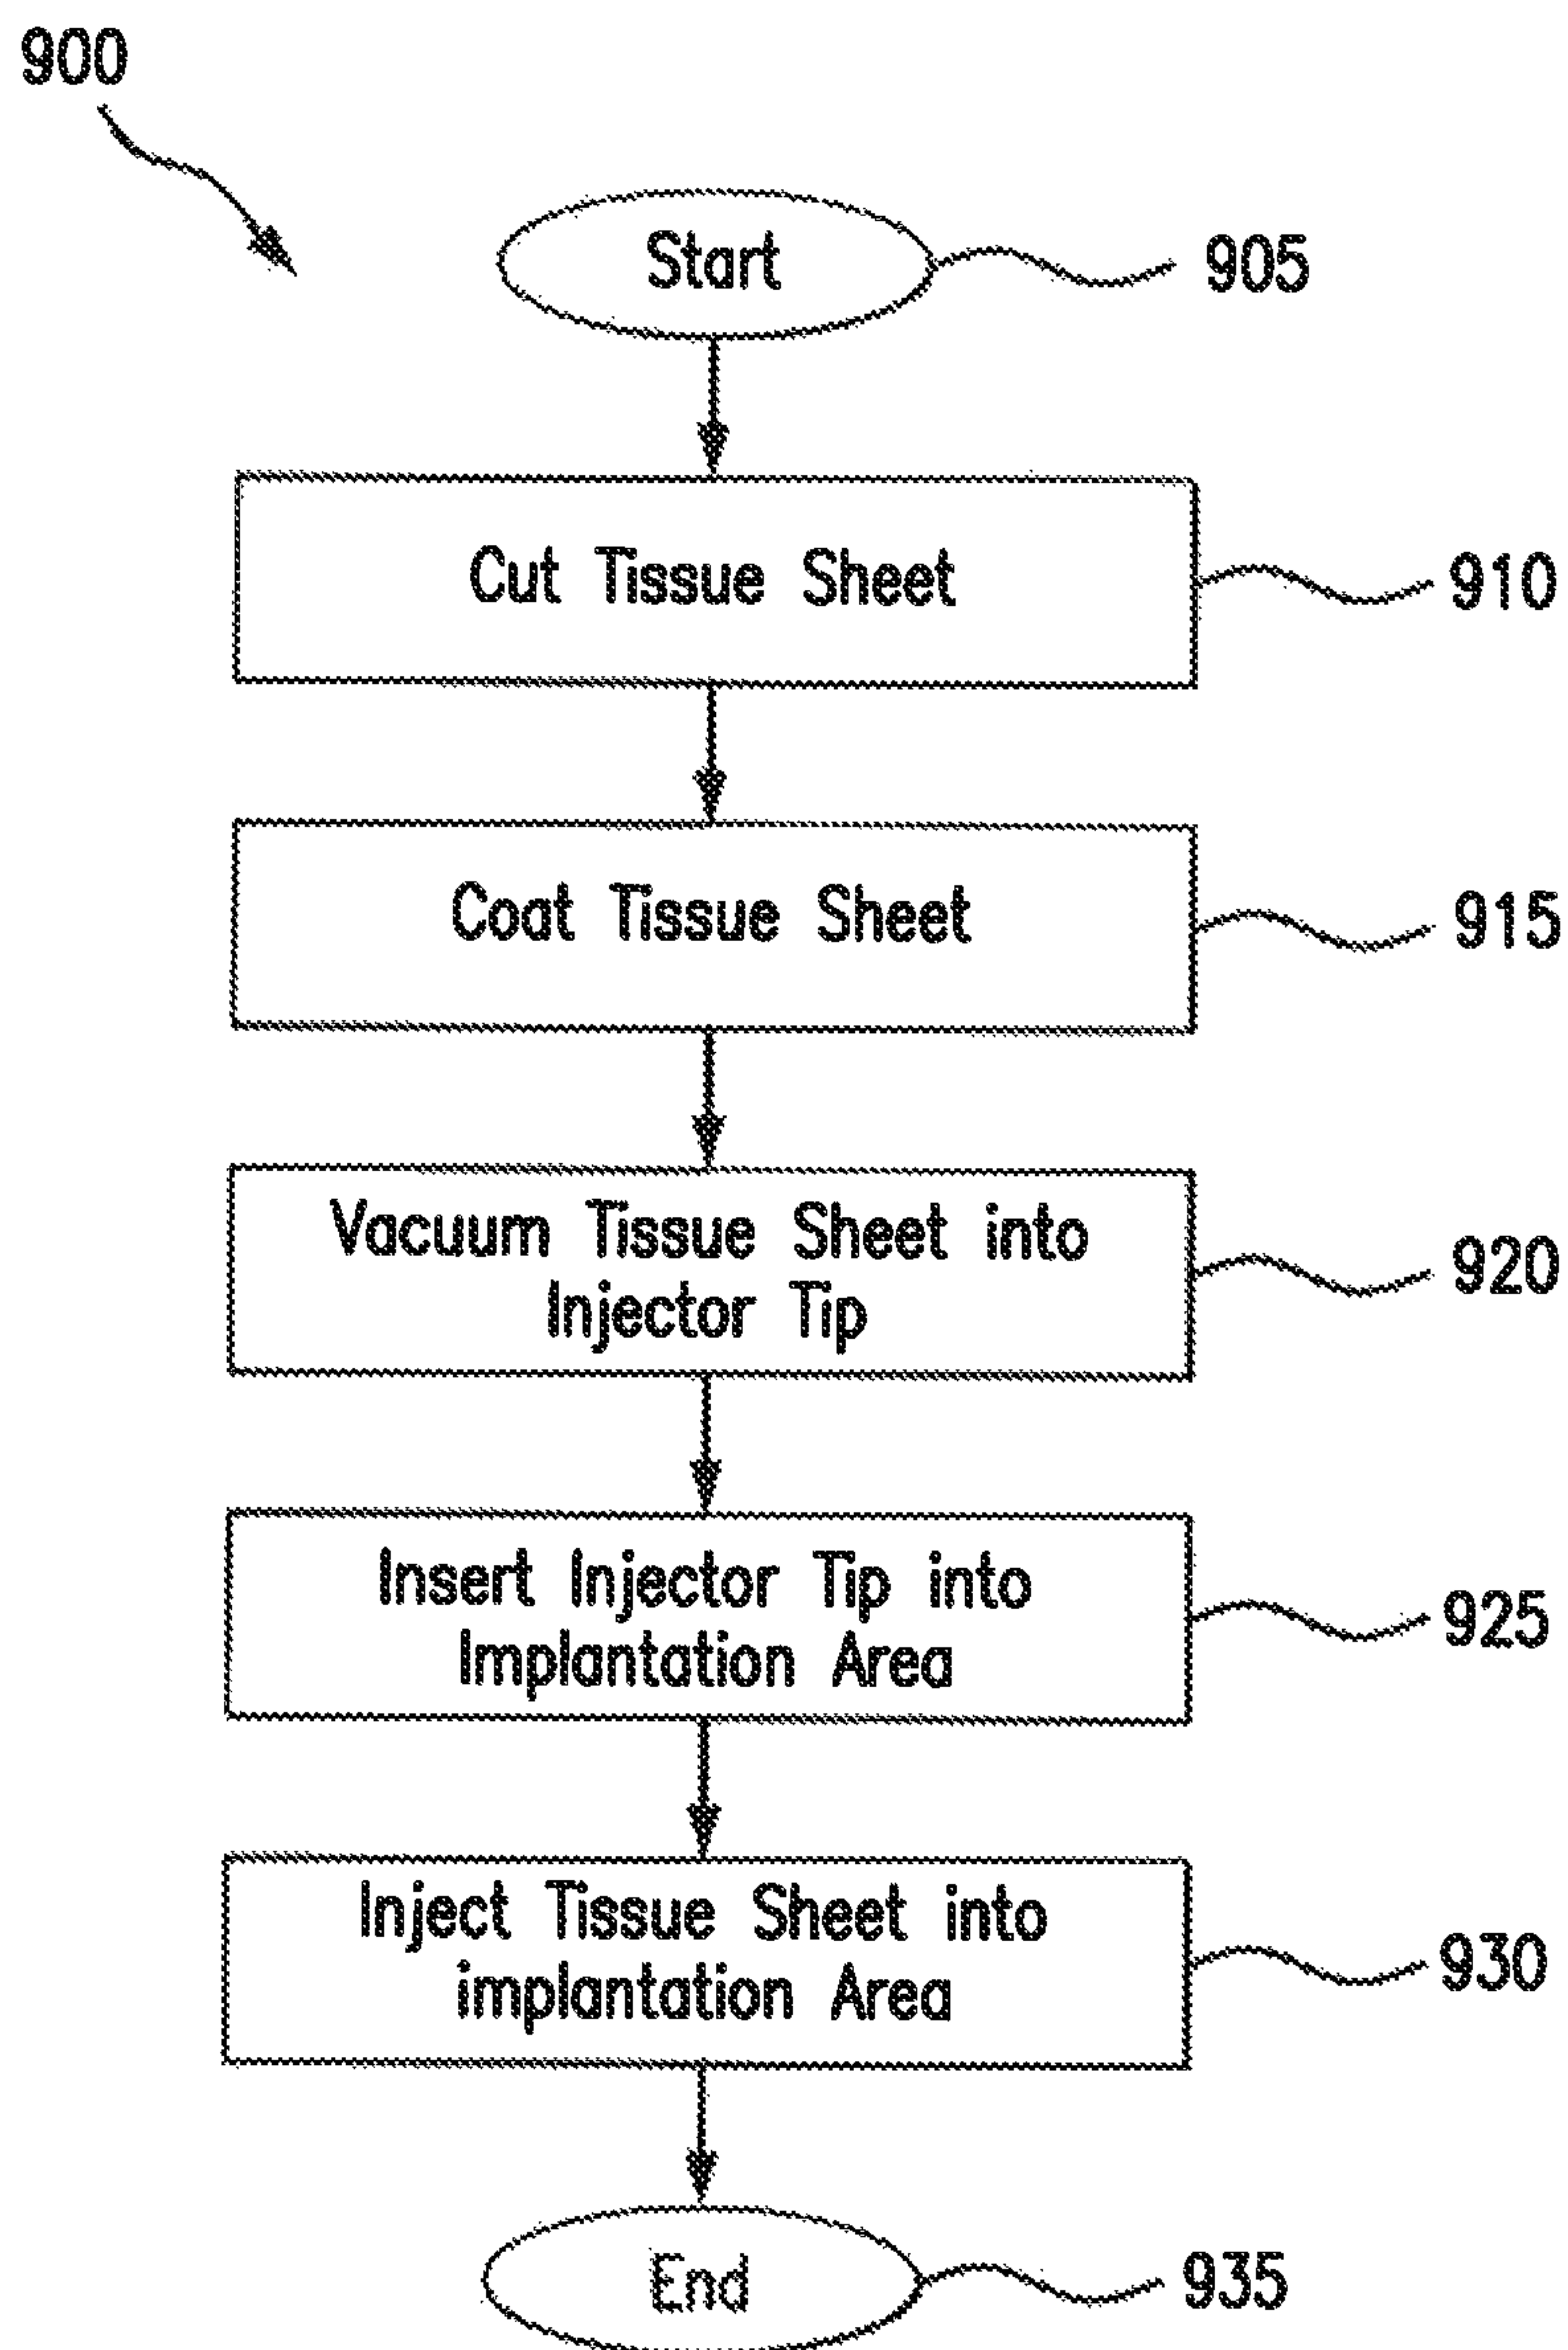 900
Start
905
Cut Tissue Sheet
910
Coat Tissue Sheet
915
Vacuum Tissue Sheet into
Injector Tip
920
Insert Injector Tip into
Implantation Area
925
Inject Tissue Sheet into
implantation Area
930
End
935